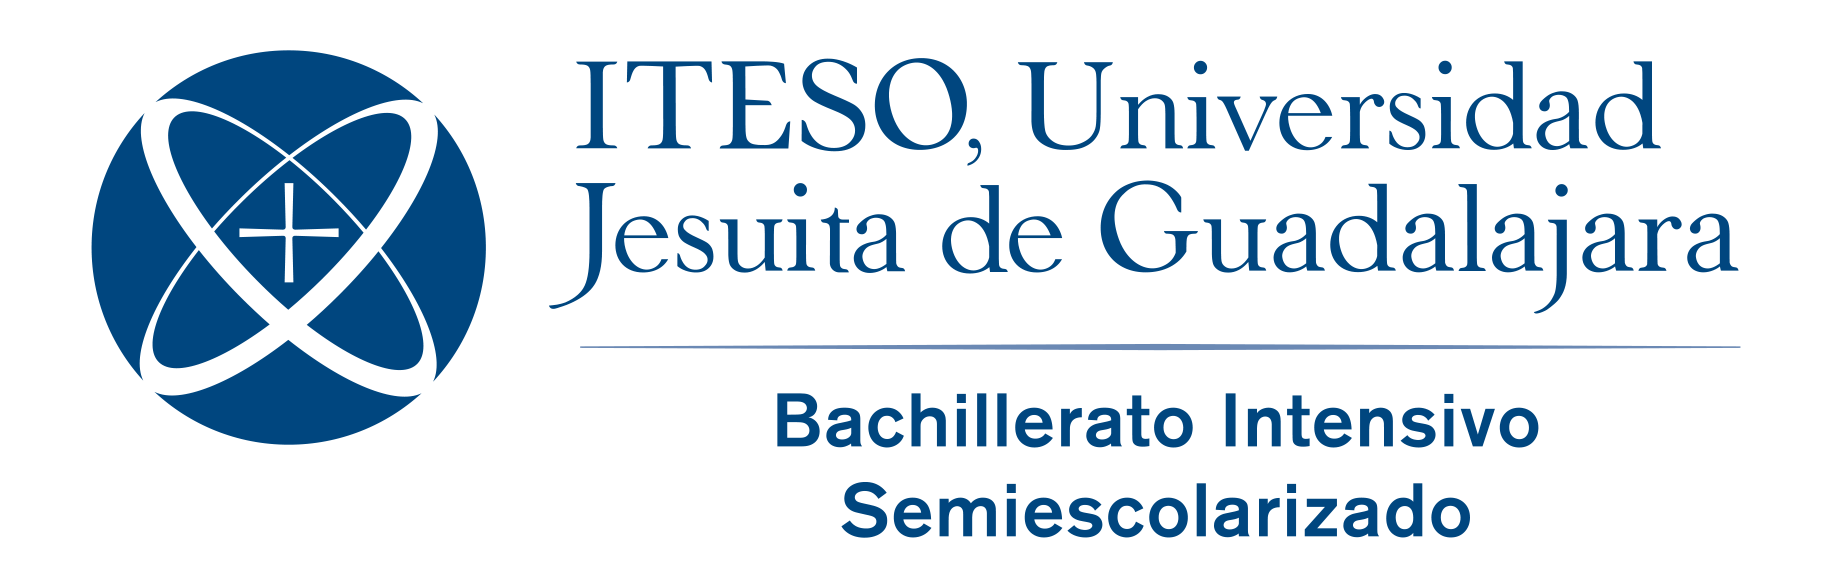 ITESO, Universidad
Jesuita de Guadalajara
Bachillerato Intensivo
Semiescolarizado